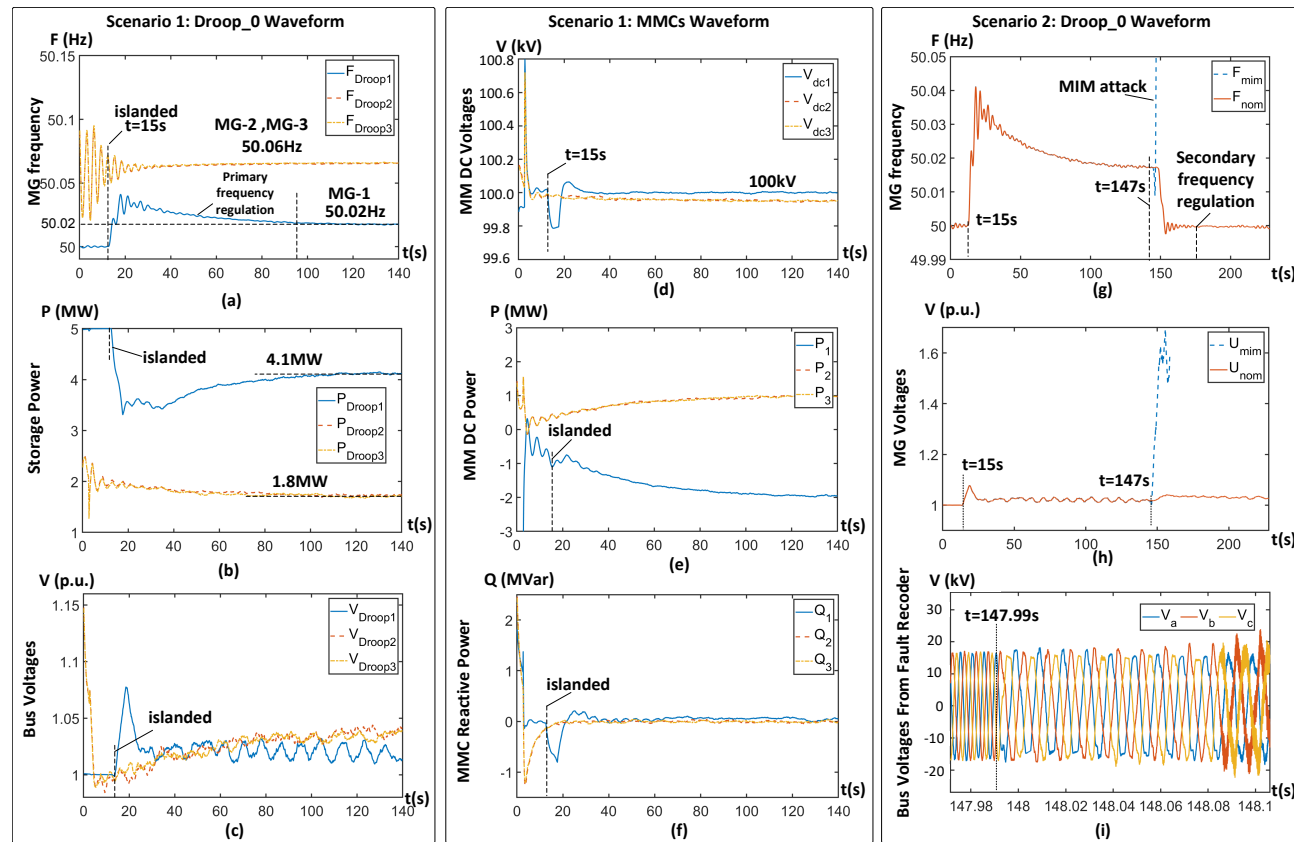 Scenario 1: Droop_0 Waveform
F (Hz)
50.15
50.1
50.05
50.02
50
MG frequency
F_Droop1
F_Droop2
F_Droop3
islanded
t=15s
MG-2 ,MG-3
50.06Hz
Primary
frequency
regulation
MG-1
50.02Hz
t(s)
0 20 40 60 80 100 120 140
(a)
P (MW)
5
4
3
2
1
Storage Power
islanded
4.1MW
P_Droop1
P_Droop2
P_Droop3
1.8MW
t(s)
0 20 40 60 80 100 120 140
(b)
V (p.u.)
1.15
1.1
1.05
1
Bus Voltages
V_Droop1
V_Droop2
V_Droop3
islanded
t(s)
0 20 40 60 80 100 120 140
(c)
Scenario 1: MMCs Waveform
V (kV)
100.8
100.6
100.4
100.2
100.0
99.8
99.6
MM DC Voltages
V_dc1
V_dc2
V_dc3
t=15s
100kV
t(s)
0 20 40 60 80 100 120 140
(d)
P (MW)
3
2
1
0
-1
-2
-3
MM DC Power
P_1
P_2
P_3
islanded
t(s)
0 20 40 60 80 100 120 140
(e)
Q (MVar)
2
1
0
-1
MMC Reactive Power
Q_1
Q_2
Q_3
islanded
t(s)
0 20 40 60 80 100 120 140
(f)
Scenario 2: Droop_0 Waveform
F (Hz)
50.05
50.04
50.03
50.02
50.01
50
49.99
MG frequency
F_mim
F_nom
MIM attack
Secondary
frequency
regulation
t=147s
t=15s
t(s)
0 50 100 150 200
(g)
V (p.u.)
1.6
1.4
1.2
1
MG Voltages
U_mim
U_nom
t=15s
t=147s
t(s)
0 50 100 150 200
(h)
V (kV)
30
20
10
0
-10
-20
Bus Voltages From Fault Recoder
t=147.99s
V_a V_b V_c
147.98 148 148.02 148.04 148.06 148.08 148.1
t(s)
(i)